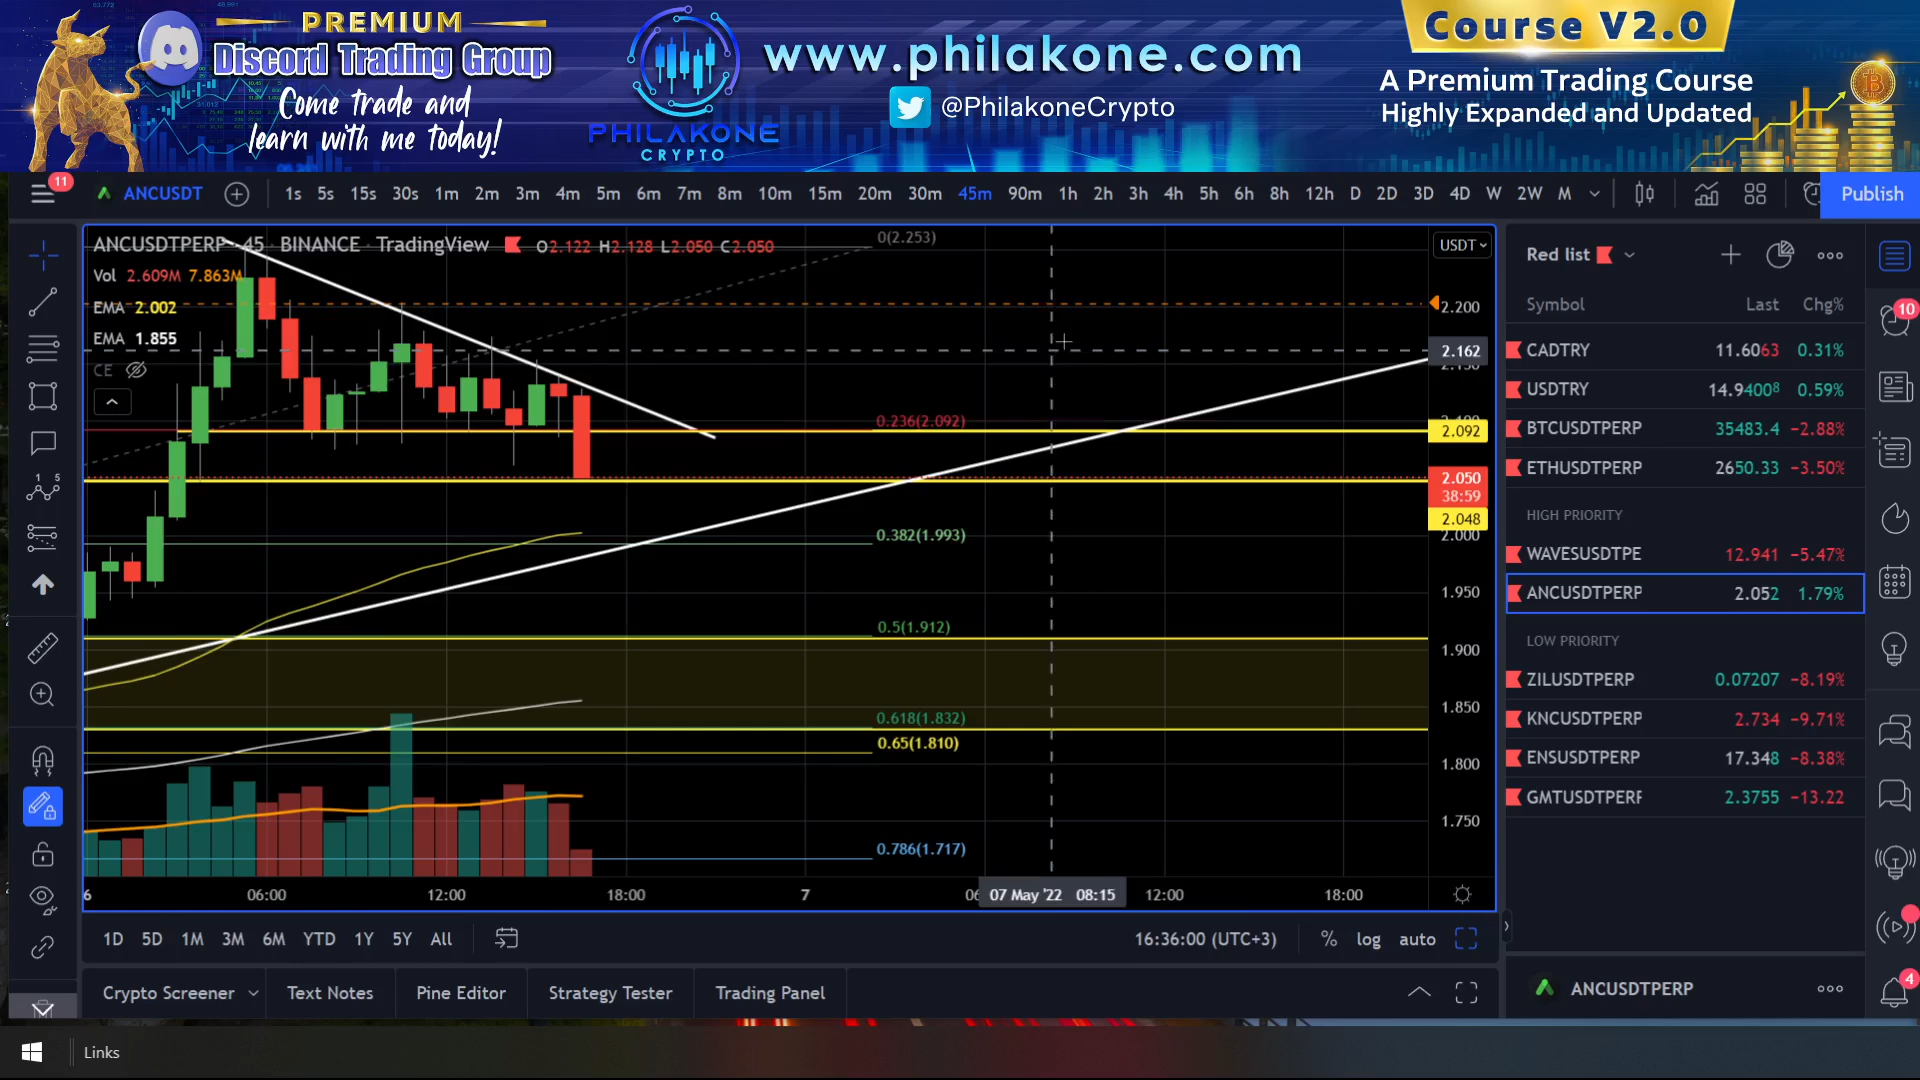 PREMIUM
Discord Trading Group
Come trade and
learn with me today!
PHILAKONE
CRYPTO
www.philakone.com
@PhilakoneCrypto
Course V2.0
A Premium Trading Course
Highly Expanded and Updated
11
ANCUSDT
1s 5s 15s 30s 1m 2m 3m 4m 5m 6m 7m 8m 10m 15m 20m 30m 45m 90m 1h 2h 3h 4h 5h 6h 8h 12h D 2D 3D 4D W 2W M
Publish
ANCUSDTPERP · 45 · BINANCE · TradingView O2.122 H2.128 L2.050 C2.050
Vol 2.609M 7.863M
EMA 2.002
EMA 1.855
CE
0(2.253)
0.236(2.092)
0.382(1.993)
0.5(1.912)
0.618(1.832)
0.65(1.810)
0.786(1.717)
USDT
2.200
2.162
2.092
2.050
38:59
2.048
2.000
1.950
1.900
1.850
1.800
1.750
6 06:00 12:00 18:00 7 07 May '22 08:15 12:00 18:00
1D 5D 1M 3M 6M YTD 1Y 5Y All
16:36:00 (UTC+3) % log auto
Crypto Screener Text Notes Pine Editor Strategy Tester Trading Panel
Red list
Symbol Last Chg%
CADTRY 11.6063 0.31%
USDTRY 14.94008 0.59%
BTCUSDTPERP 35483.4 −2.88%
ETHUSDTPERP 2650.33 −3.50%
HIGH PRIORITY
WAVESUSDTPE 12.941 −5.47%
ANCUSDTPERP 2.052 1.79%
LOW PRIORITY
ZILUSDTPERP 0.07207 −8.19%
KNCUSDTPERP 2.734 −9.71%
ENSUSDTPERP 17.348 −8.38%
GMTUSDTPERF 2.3755 −13.22
ANCUSDTPERP
10
4
Links